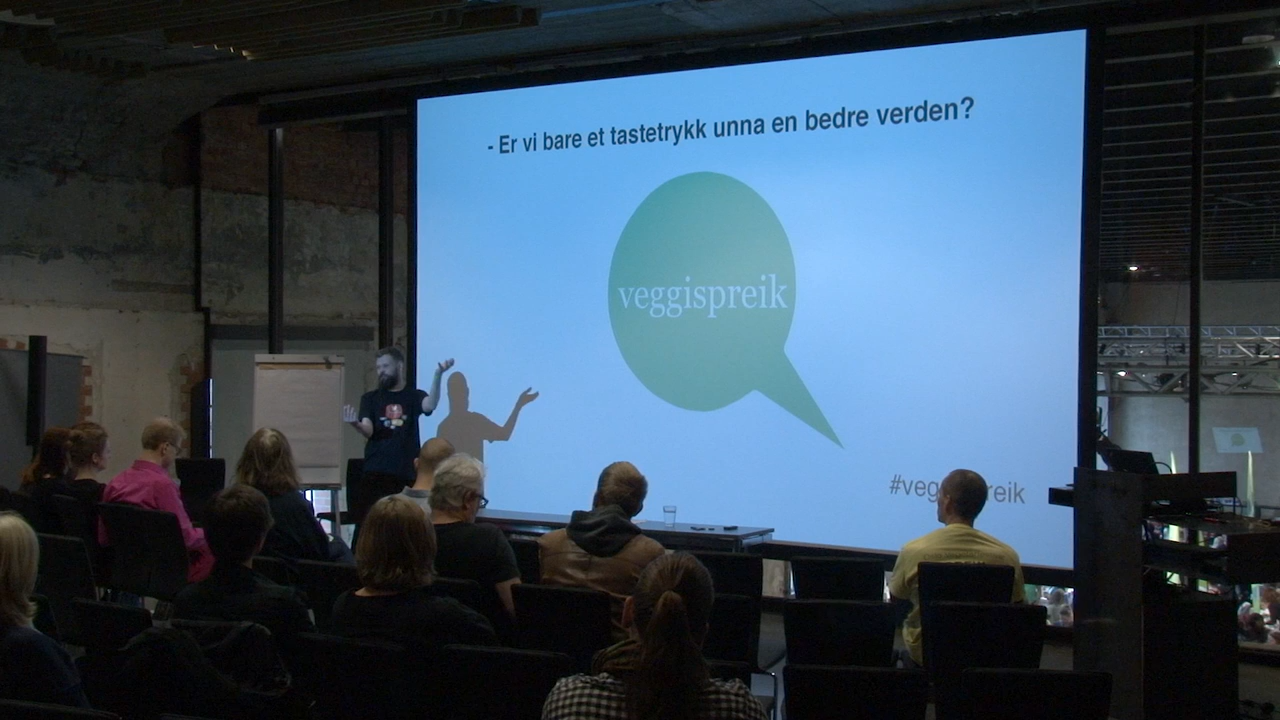 - Er vi bare et tastetrykk unna en bedre verden?
veggispreik